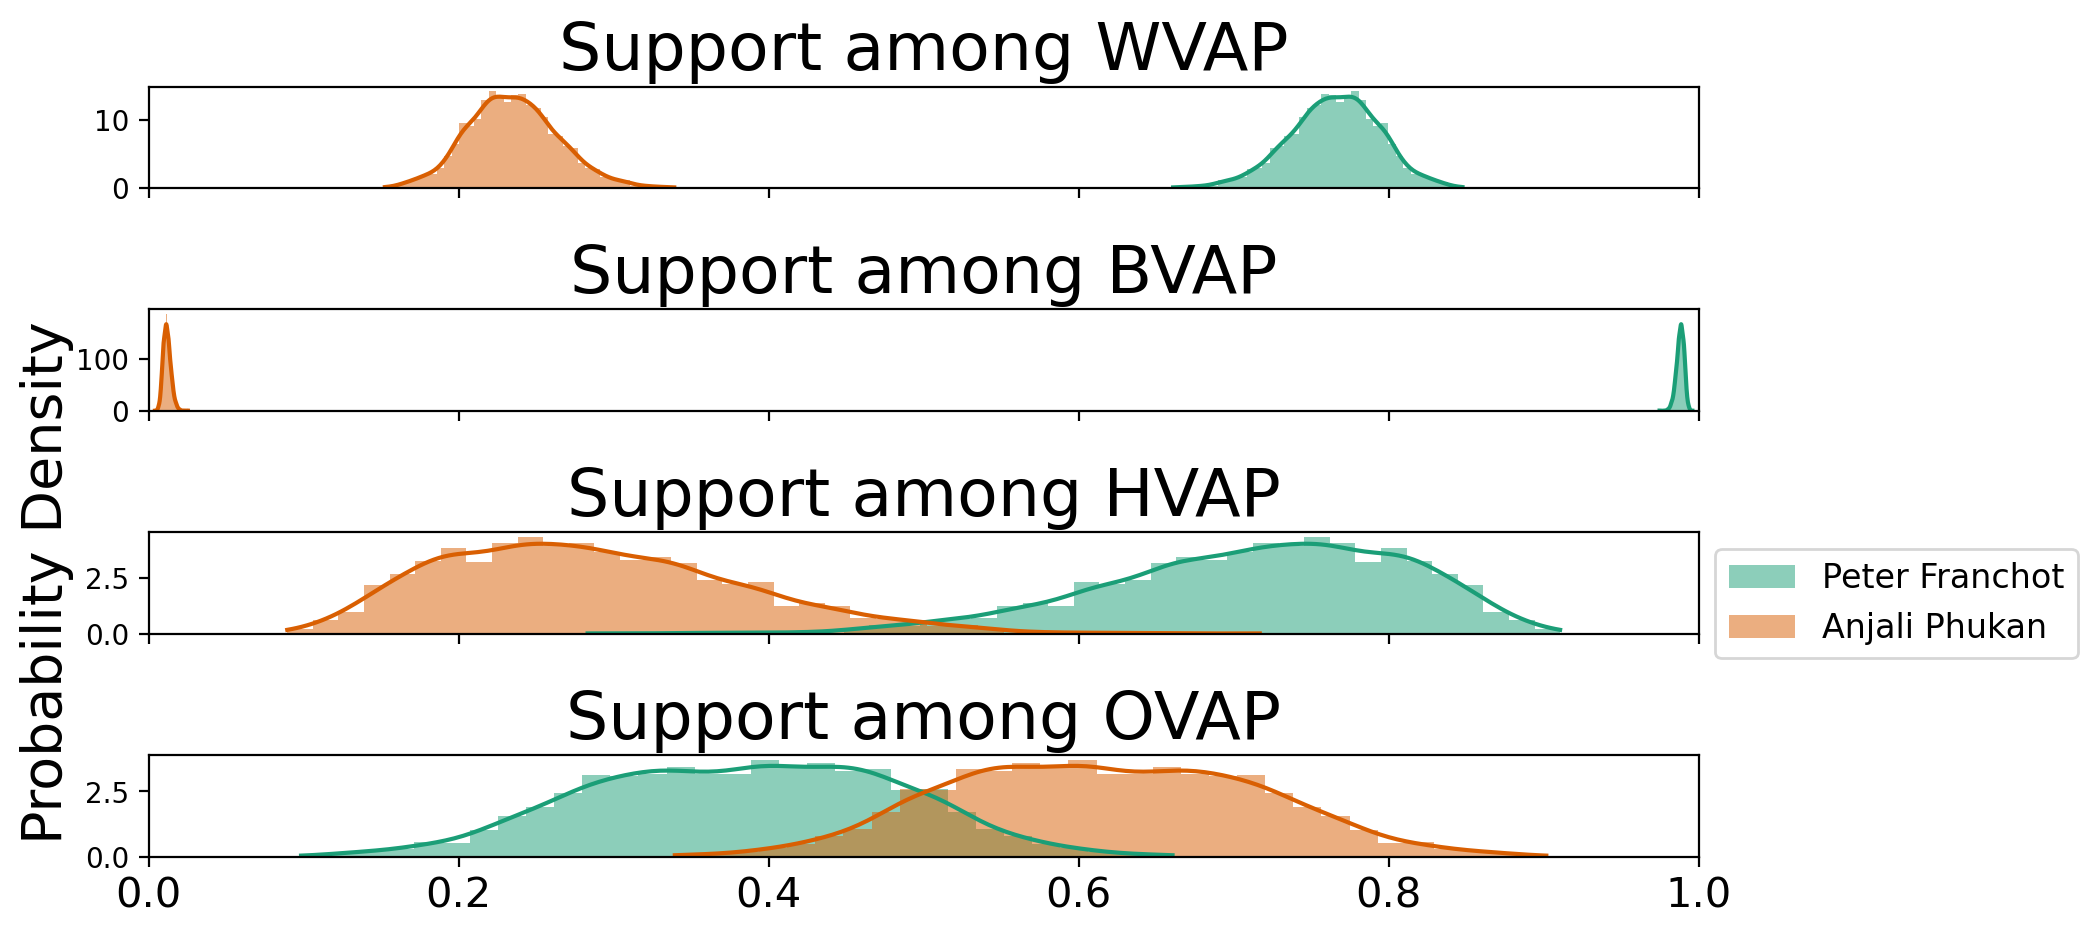 Support among WVAP
10
0
Support among BVAP
100
0
Support among HVAP
2.5
0.0
Support among OVAP
2.5
0.0
0.0 0.2 0.4 0.6 0.8 1.0
Probability Density
Peter Franchot
Anjali Phukan